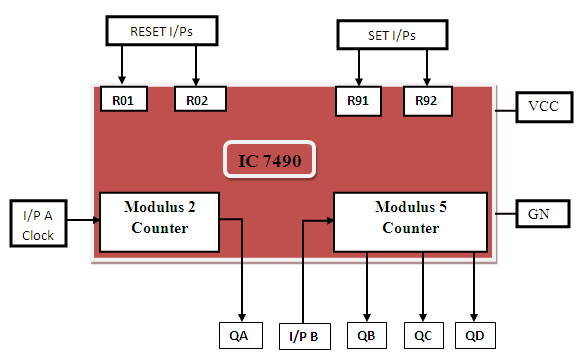 RESET I/Ps
SET I/Ps
R01
R02
R91
R92
VCC
IC 7490
I/P A
Clock
Modulus 2
Counter
Modulus 5
Counter
GN
QA
I/P B
QB
QC
QD